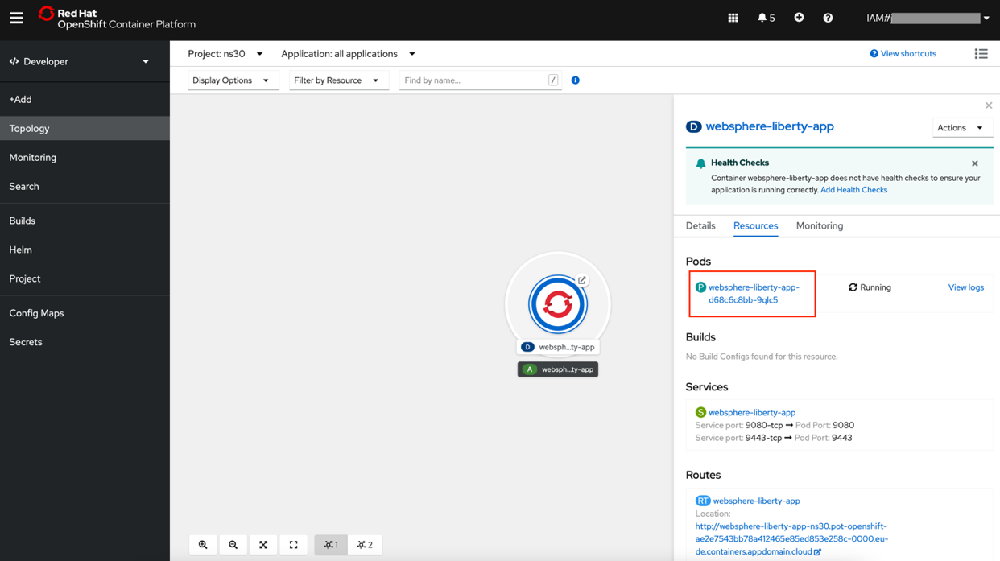 Red Hat
OpenShift Container Platform
5
IAM#
</> Developer
+Add
Topology
Monitoring
Search
Builds
Helm
Project
Config Maps
Secrets
Project: ns30
Application: all applications
View shortcuts
Display Options
Filter by Resource
Find by name...
/
D websphere-liberty-app
Actions
Health Checks
Container websphere-liberty-app does not have health checks to ensure your
application is running correctly. Add Health Checks
Details Resources Monitoring
Pods
P websphere-liberty-app-
d68c6c8bb-9qlc5
Running
View logs
Builds
No Build Configs found for this resource.
Services
S websphere-liberty-app
Service port: 9080-tcp → Pod Port: 9080
Service port: 9443-tcp → Pod Port: 9443
Routes
RT websphere-liberty-app
Location:
http://websphere-liberty-app-ns30.pot-openshift-
ae2e7543bb78a412465e85ed853e258c-0000.eu-
de.containers.appdomain.cloud
D websph...ty-app
A websph...ty-app
1
2